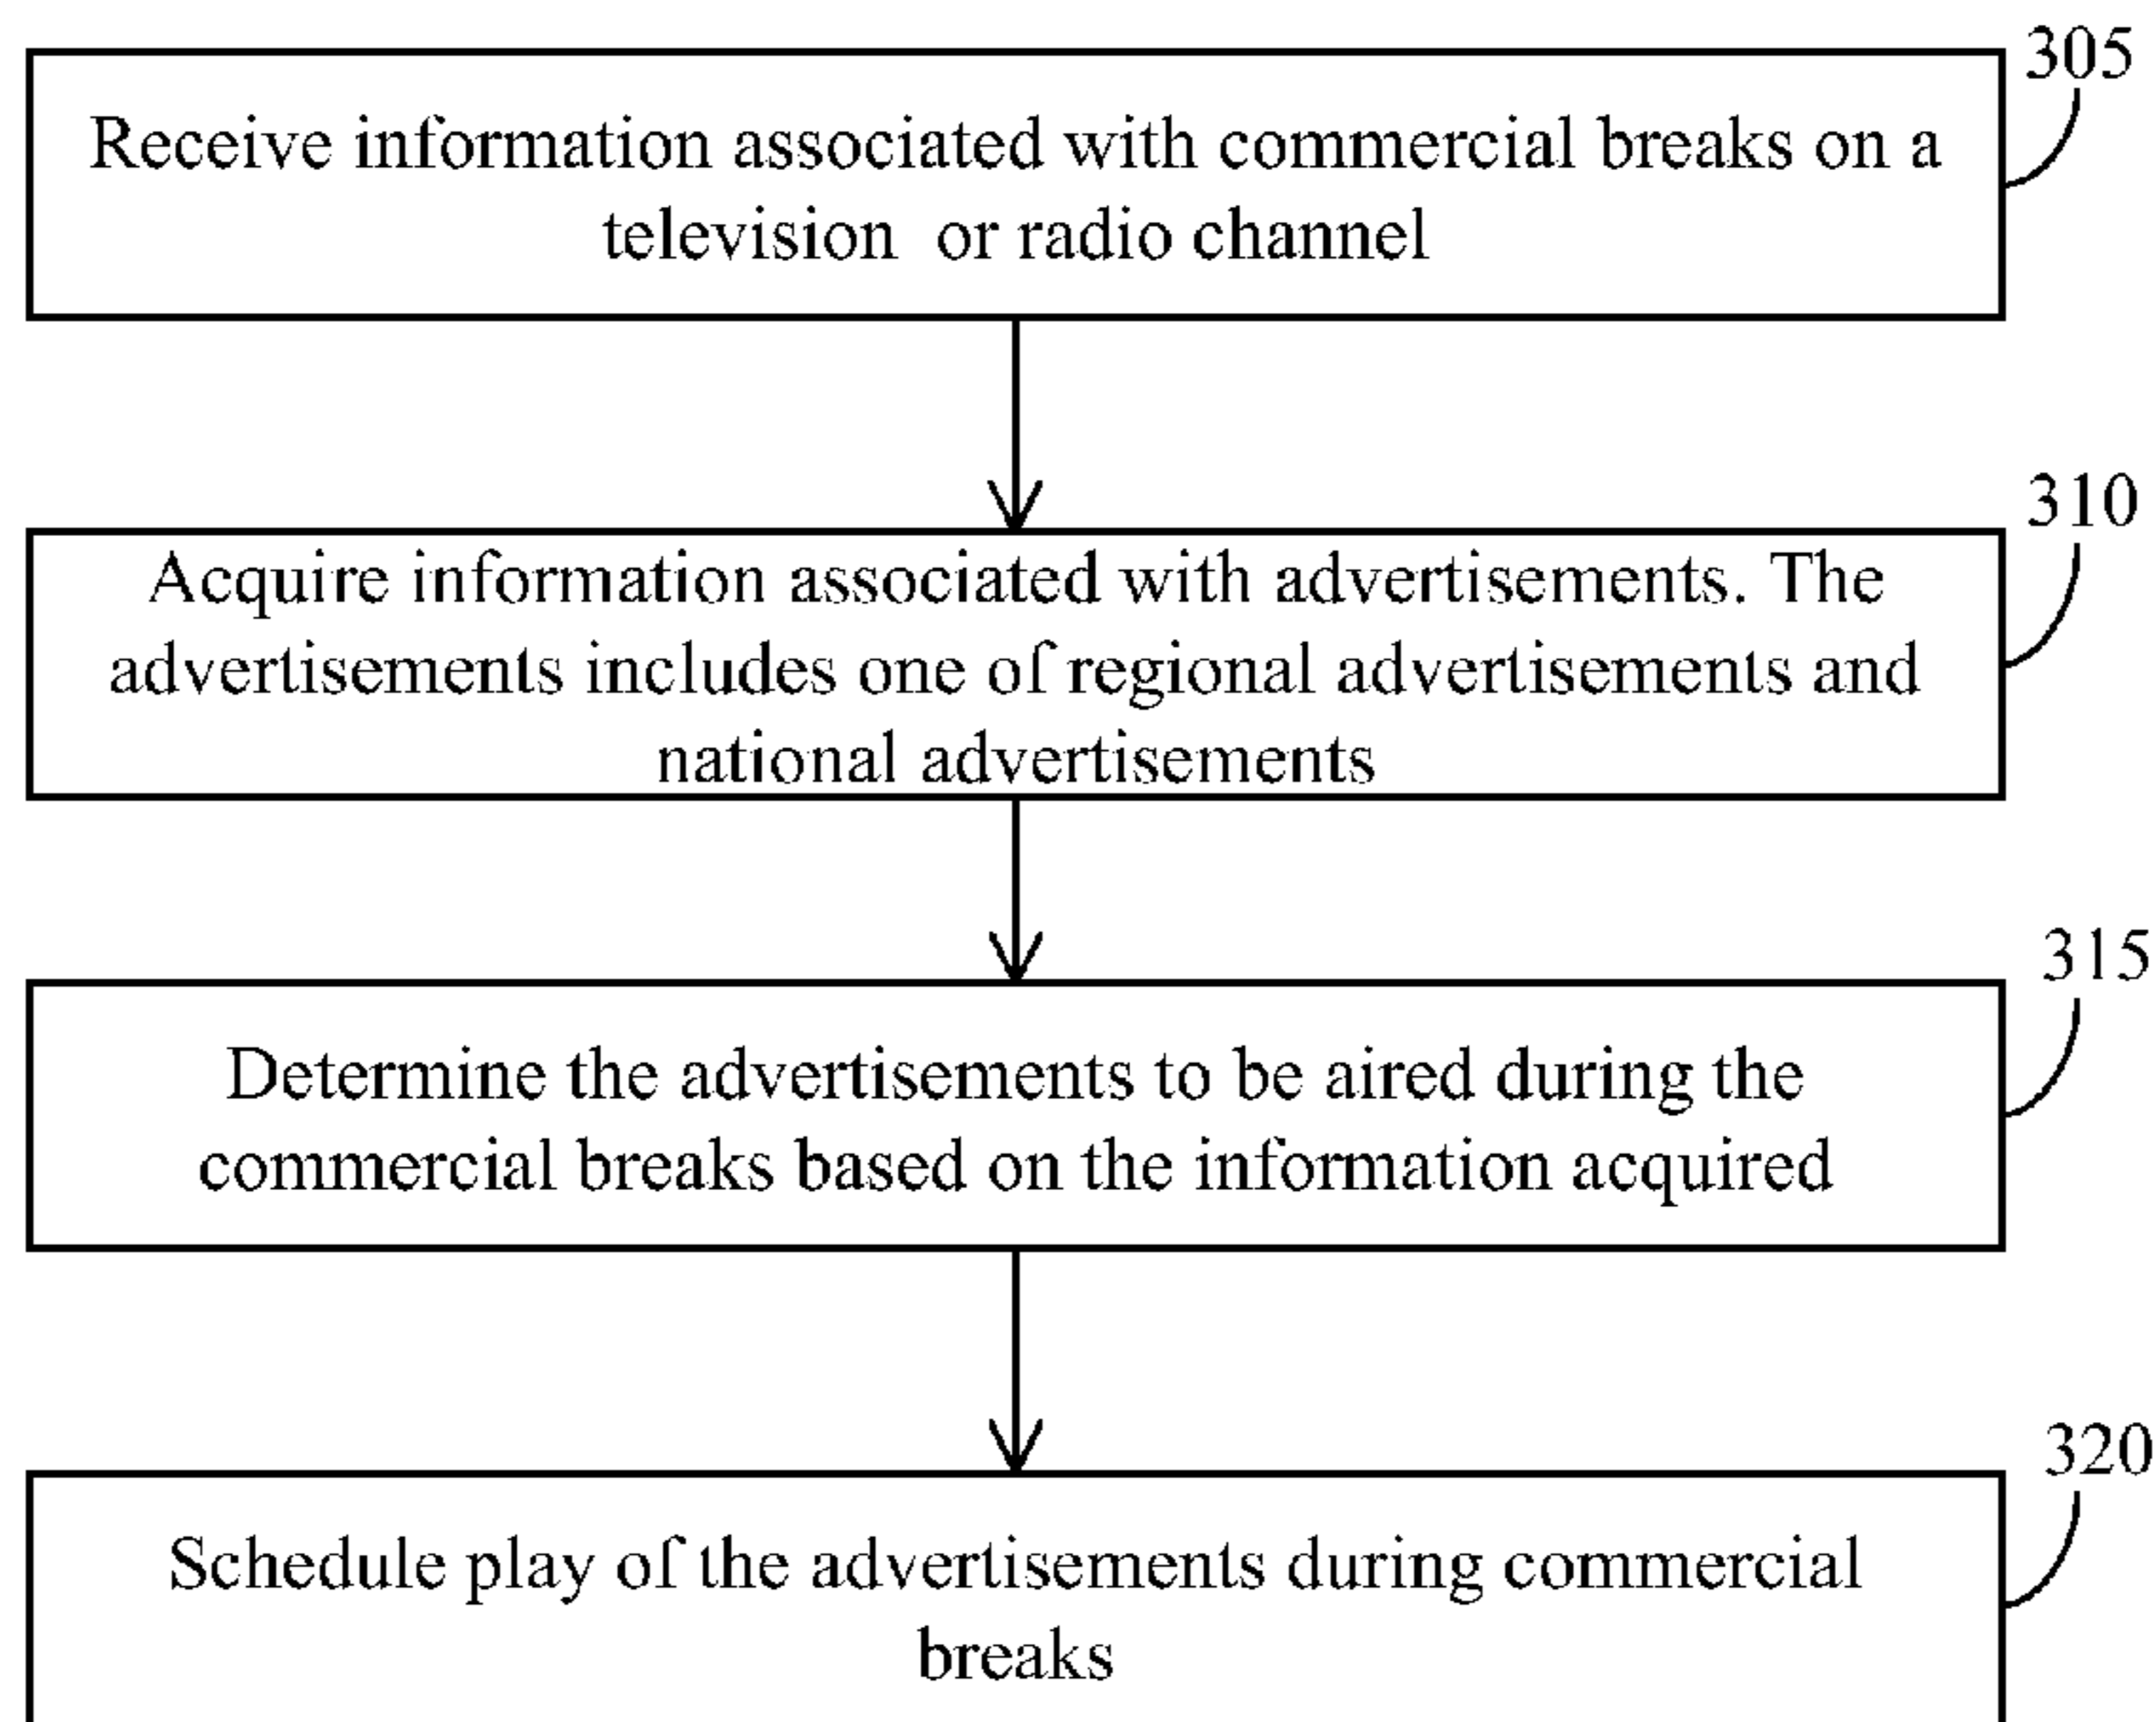 305
Receive information associated with commercial breaks on a
television or radio channel
310
Acquire information associated with advertisements. The
advertisements includes one of regional advertisements and
national advertisements
315
Determine the advertisements to be aired during the
commercial breaks based on the information acquired
320
Schedule play of the advertisements during commercial
breaks